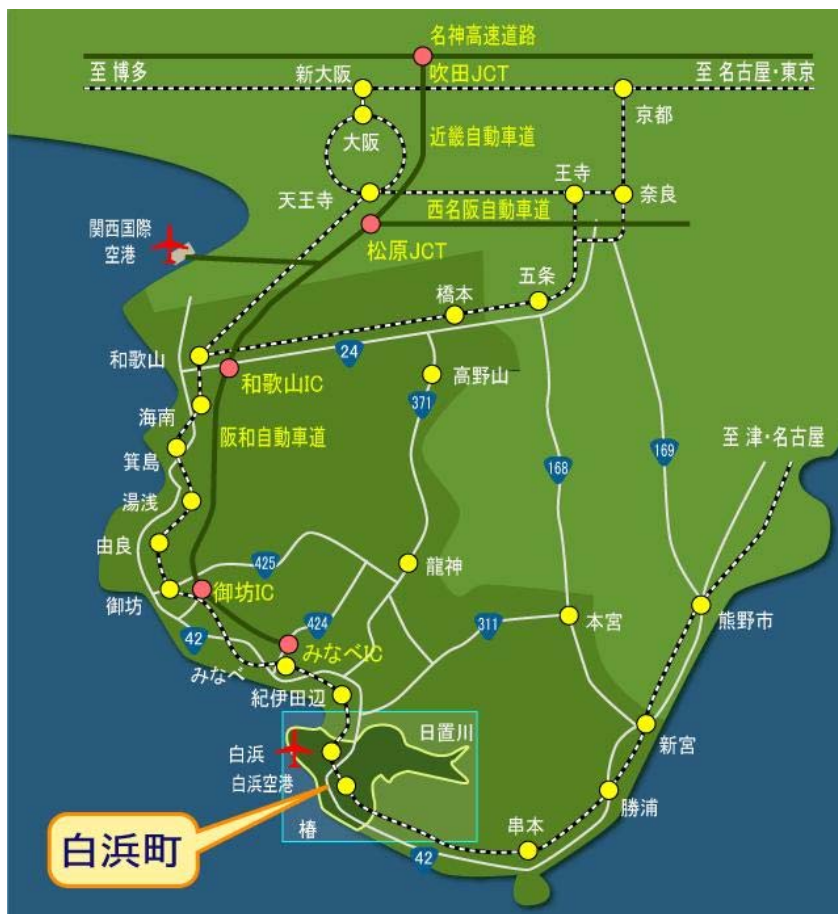 名神高速道路
至 博多
新大阪
吹田JCT
至 名古屋・東京
大阪
近畿自動車道
京都
天王寺
王寺
奈良
西名阪自動車道
関西国際
空港
松原JCT
五条
橋本
和歌山
24
和歌山IC
高野山
371
海南
阪和自動車道
至 津・名古屋
箕島
168
169
湯浅
由良
425
龍神
御坊
御坊IC
424
311
本宮
熊野市
42
みなべIC
みなべ
紀伊田辺
日置川
新宮
白浜
白浜空港
勝浦
椿
串本
42
白浜町